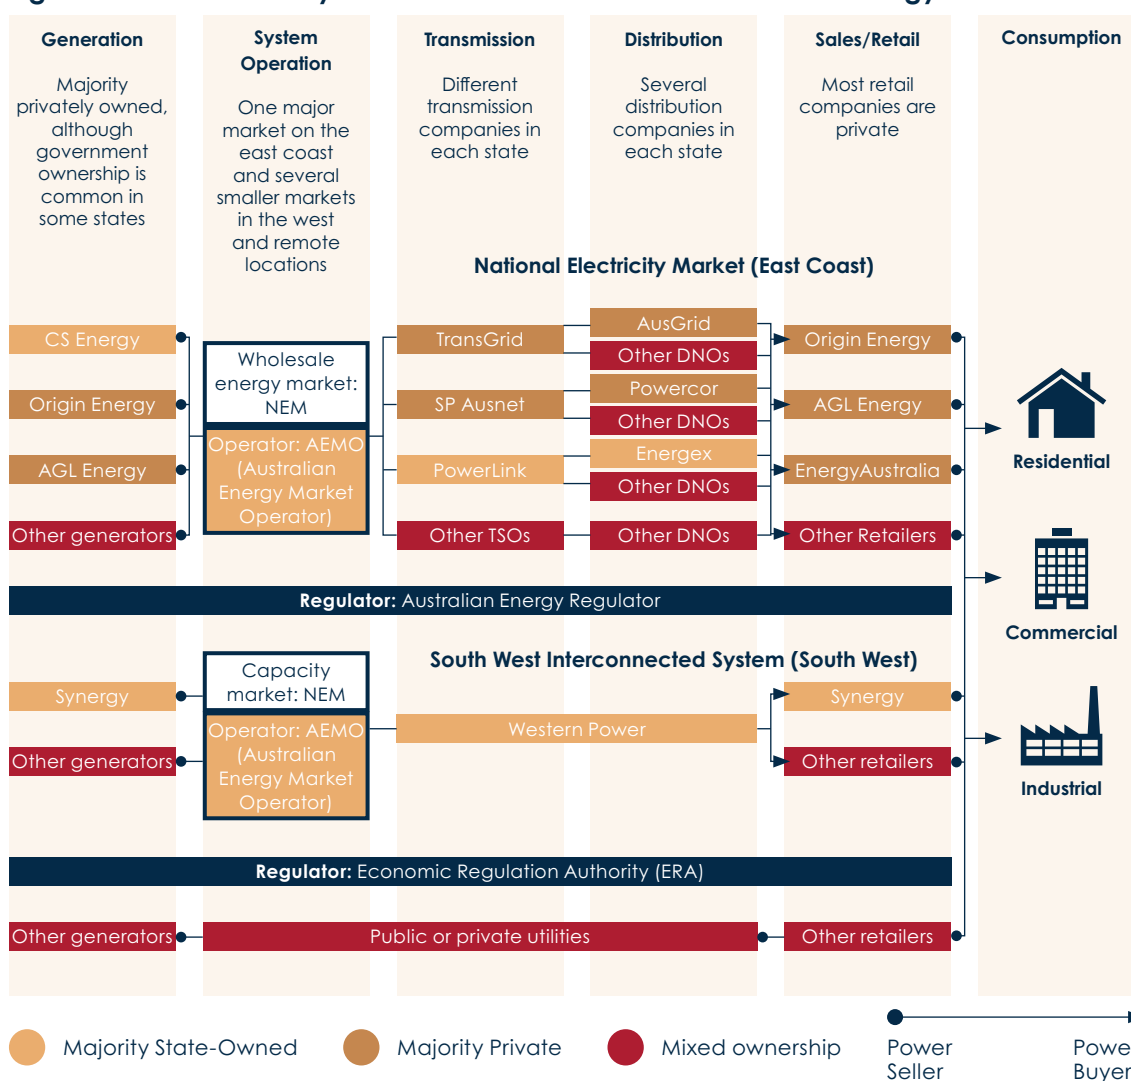 Generation
Majority
privately owned,
although
government
ownership is
common in
some states
System
Operation
One major
market on the
east coast
and several
smaller markets
in the west
and remote
locations
Transmission
Different
transmission
companies in
each state
Distribution
Several
distribution
companies in
each state
Sales/Retail
Most retail
companies are
private
Consumption
National Electricity Market (East Coast)
CS Energy
Origin Energy
AGL Energy
Other generators
Wholesale
energy market:
NEM
Operator: AEMO
(Australian
Energy Market
Operator)
TransGrid
SP Ausnet
PowerLink
Other TSOs
AusGrid
Other DNOs
Powercor
Other DNOs
Energex
Other DNOs
Other DNOs
Origin Energy
AGL Energy
EnergyAustralia
Other Retailers
Residential
Commercial
Industrial
Regulator: Australian Energy Regulator
South West Interconnected System (South West)
Synergy
Other generators
Capacity
market: NEM
Operator: AEMO
(Australian
Energy Market
Operator)
Western Power
Synergy
Other retailers
Regulator: Economic Regulation Authority (ERA)
Other generators
Public or private utilities
Other retailers
Majority State-Owned
Majority Private
Mixed ownership
Power
Seller
Powe
Buyer